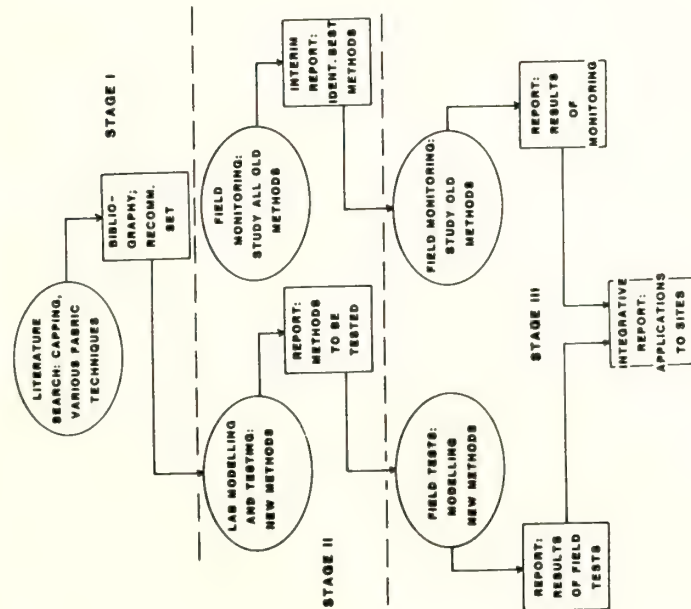 STAGE I
LITERATURE
SEARCH: CAPPING,
VARIOUS FABRIC
TECHNIQUES
BIBLIO-
GRAPHY;
RECOMM.
SET
STAGE II
LAB MODELLING
AND TESTING:
NEW METHODS
REPORT:
METHODS
TO BE
TESTED
FIELD
MONITORING:
STUDY ALL OLD
METHODS
INTERIM
REPORT:
IDENT. BEST
METHODS
STAGE III
FIELD TESTS:
MODELLING
NEW METHODS
REPORT:
RESULTS
OF FIELD
TESTS
FIELD MONITORING:
STUDY OLD
METHODS
REPORT:
RESULTS
OF
MONITORING
INTEGRATIVE
REPORT:
APPLICATIONS
TO SITES